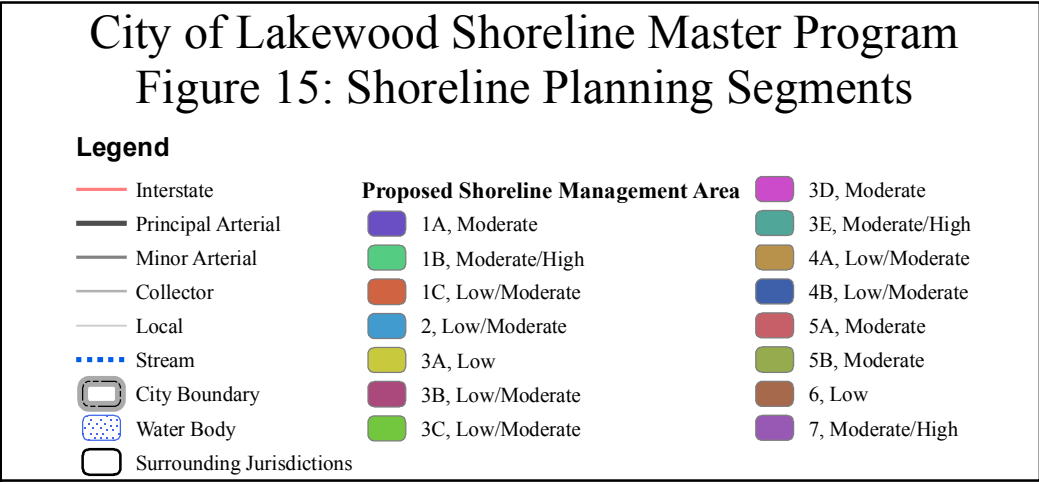 City of Lakewood Shoreline Master Program
Figure 15: Shoreline Planning Segments
Legend
Interstate
Principal Arterial
Minor Arterial
Collector
Local
Stream
City Boundary
Water Body
Surrounding Jurisdictions
Proposed Shoreline Management Area
1A, Moderate
1B, Moderate/High
1C, Low/Moderate
2, Low/Moderate
3A, Low
3B, Low/Moderate
3C, Low/Moderate
3D, Moderate
3E, Moderate/High
4A, Low/Moderate
4B, Low/Moderate
5A, Moderate
5B, Moderate
6, Low
7, Moderate/High